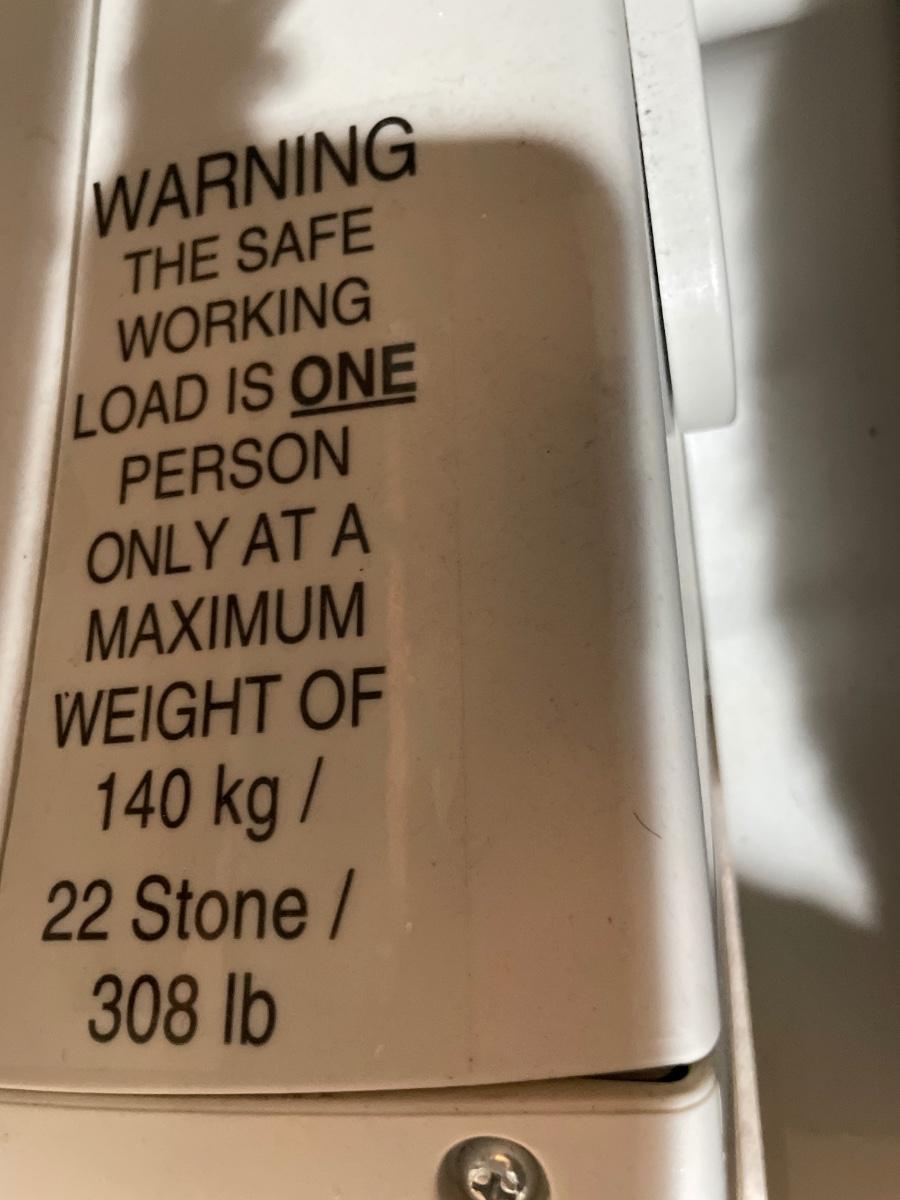 WARNING
THE SAFE
WORKING
LOAD IS ONE
PERSON
ONLY AT A
MAXIMUM
WEIGHT OF
140 kg /
22 Stone /
308 lb